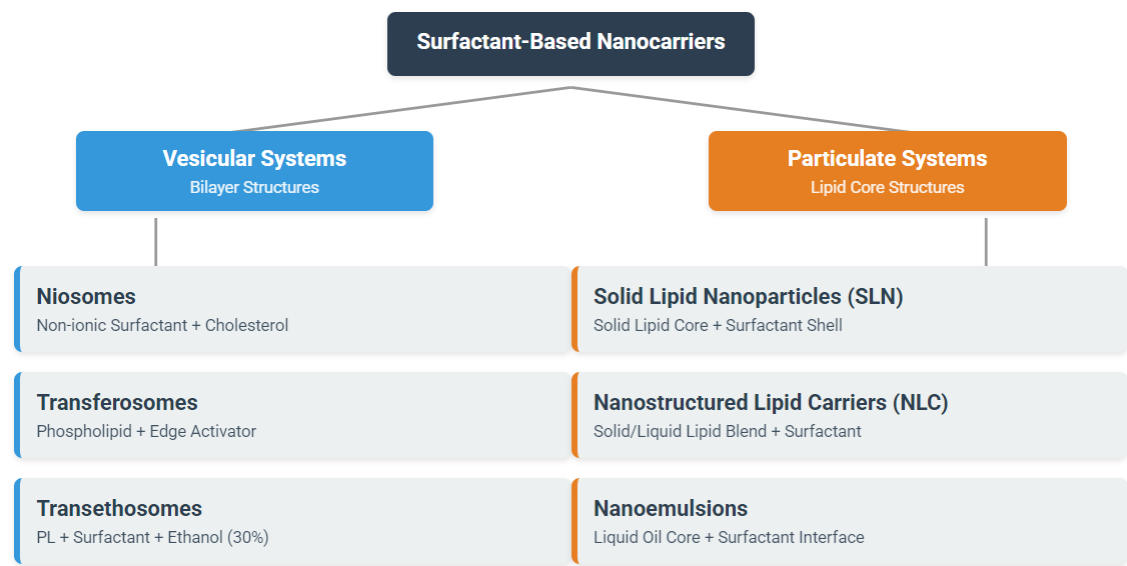 Surfactant-Based Nanocarriers
Vesicular Systems
Bilayer Structures
Particulate Systems
Lipid Core Structures
Niosomes
Non-ionic Surfactant + Cholesterol
Transferosomes
Phospholipid + Edge Activator
Transethosomes
PL + Surfactant + Ethanol (30%)
Solid Lipid Nanoparticles (SLN)
Solid Lipid Core + Surfactant Shell
Nanostructured Lipid Carriers (NLC)
Solid/Liquid Lipid Blend + Surfactant
Nanoemulsions
Liquid Oil Core + Surfactant Interface